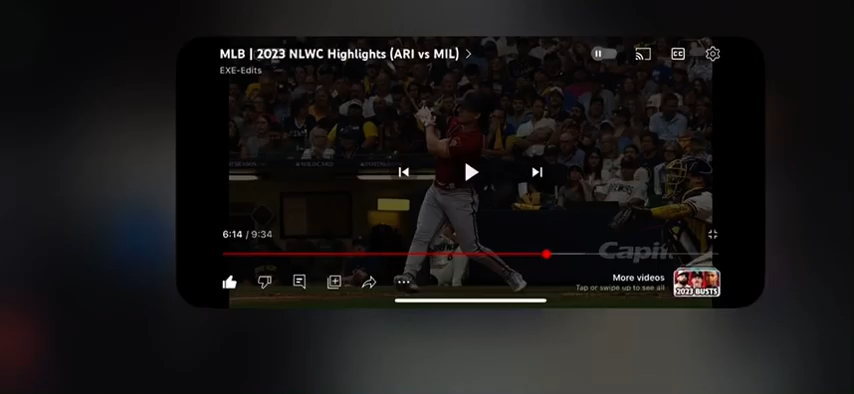 MLB | 2023 NLWC Highlights (ARI vs MIL)
EXE-Edits
CC
6:14 / 9:34
Capit
More videos
Tap or swipe up to see all
2023 BUSTS